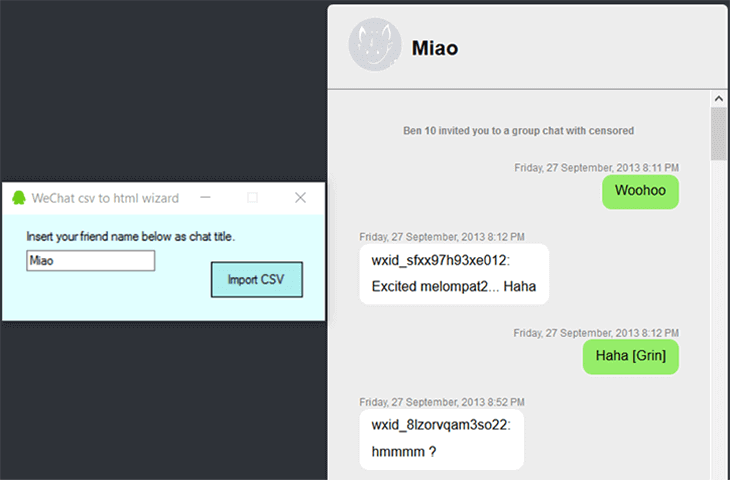 WeChat csv to html wizard
Insert your friend name below as chat title.
Miao
Import CSV
Miao
Ben 10 invited you to a group chat with censored
Friday, 27 September, 2013 8:11 PM
Woohoo
Friday, 27 September, 2013 8:12 PM
wxid_sfxx97h93xe012:
Excited melompat2... Haha
Friday, 27 September, 2013 8:12 PM
Haha [Grin]
Friday, 27 September, 2013 8:52 PM
wxid_8lzorvqam3so22:
hmmmm ?